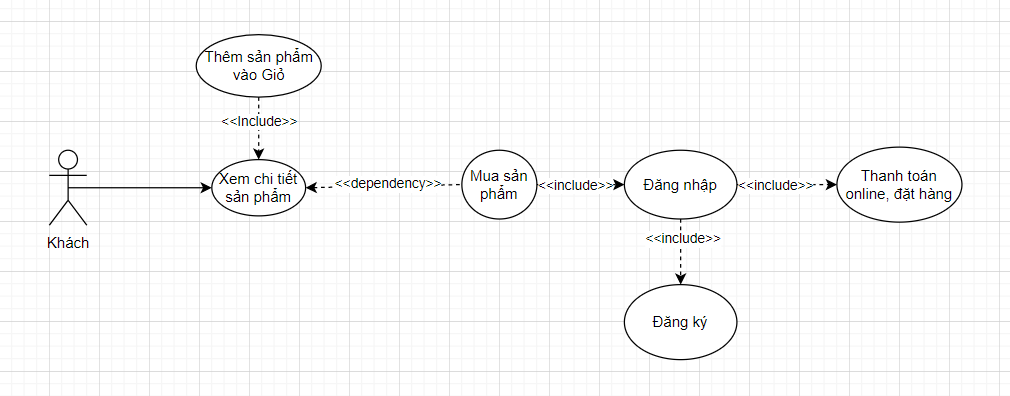 Thêm sản phẩm
vào Giỏ
<<Include>>
Khách
Xem chi tiết
sản phẩm
<<dependency>>
Mua sản
phẩm
<<include>>
Đăng nhập
<<include>>
Thanh toán
online, đặt hàng
<<include>>
Đăng ký